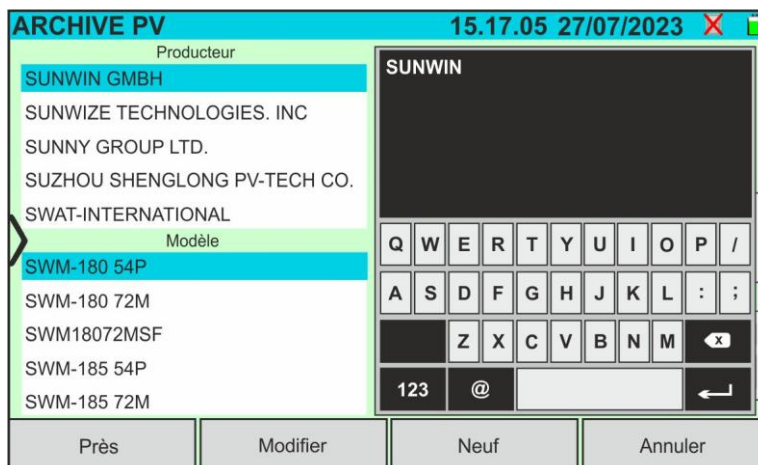 ARCHIVE PV 15.17.05 27/07/2023
Producteur
SUNWIN GMBH
SUNWIZE TECHNOLOGIES. INC
SUNNY GROUP LTD.
SUZHOU SHENGLONG PV-TECH CO.
SWAT-INTERNATIONAL
Modèle
SWM-180 54P
SWM-180 72M
SWM18072MSF
SWM-185 54P
SWM-185 72M
SUNWIN
Q W E R T Y U I O P /
A S D F G H J K L : ;
Z X C V B N M x
123 @
Près Modifier Neuf Annuler